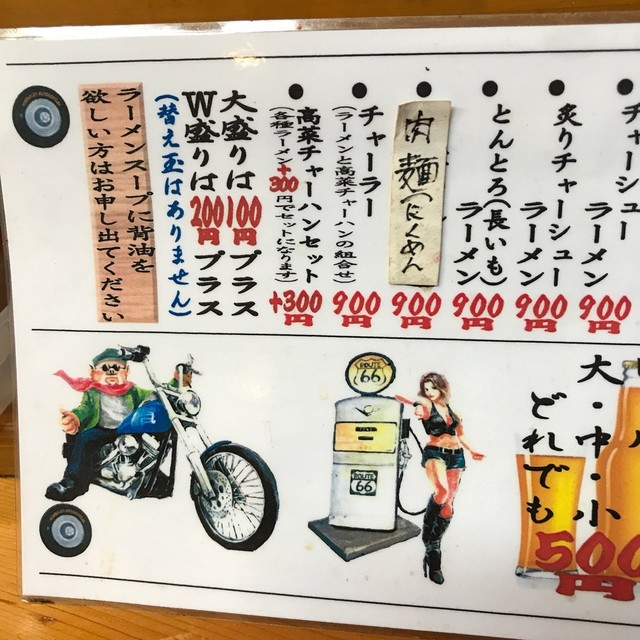 チャーシュー
ラーメン
900円
炙りチャーシュー
ラーメン
900円
とんとろ(長いも)
ラーメン
900円
肉麺(にくめん)
900円
チャーラー
(ラーメンと高菜チャーハンの組合せ)
900円
高菜チャーハンセット
(各種ラーメン+300円でセットになります)
+300円
大盛りは100円プラス
W盛りは200円プラス
(替え玉はありません)
ラーメンスープに背油を
欲しい方はお申し出てください
ROUTE
66
ROUTE
66
大・中・小
どれでも
500円